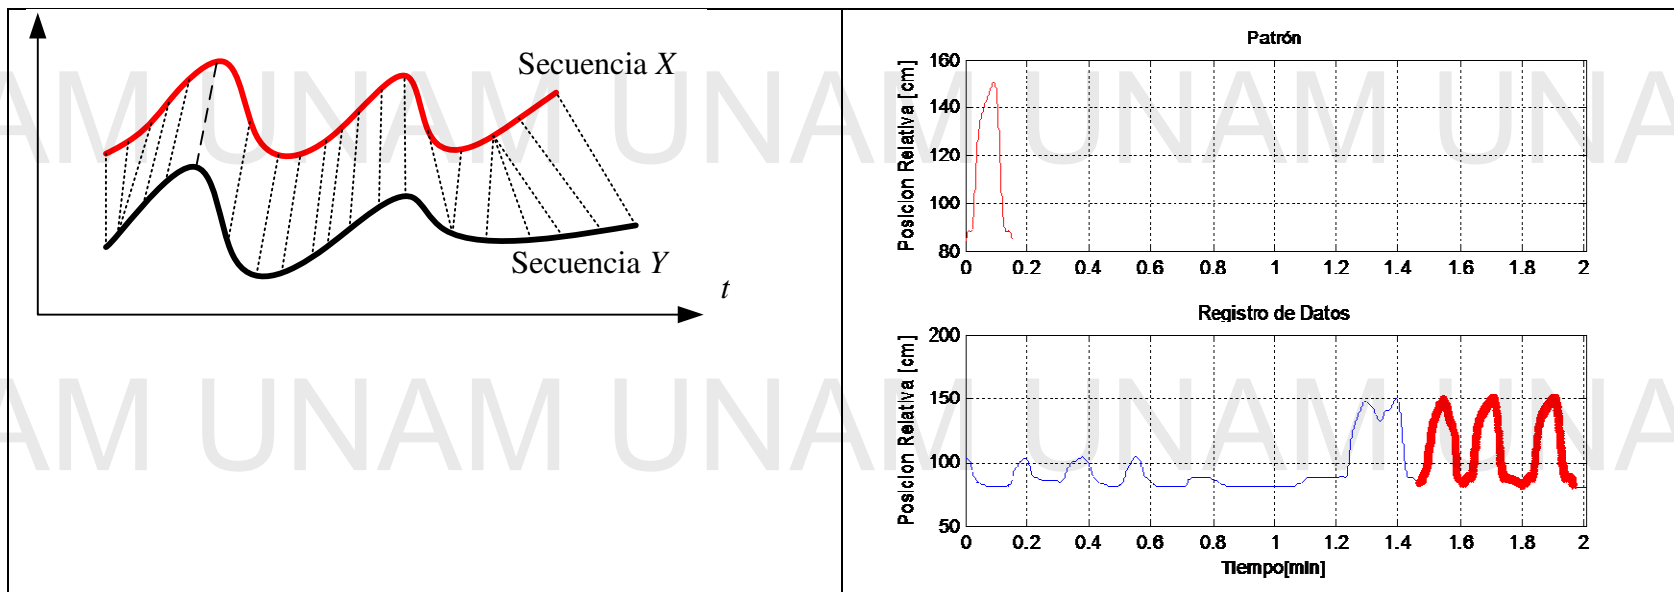 Secuencia X
Secuencia Y
t
Patrón
Posicion Relativa [cm]
160
140
120
100
80
0 0.2 0.4 0.6 0.8 1 1.2 1.4 1.6 1.8 2
Registro de Datos
Posicion Relativa [cm]
200
150
100
50
0 0.2 0.4 0.6 0.8 1 1.2 1.4 1.6 1.8 2
Tiempo[min]
AM UNAM UNAM UNAM UNA
AM UNAM UNAM UNAM UNA